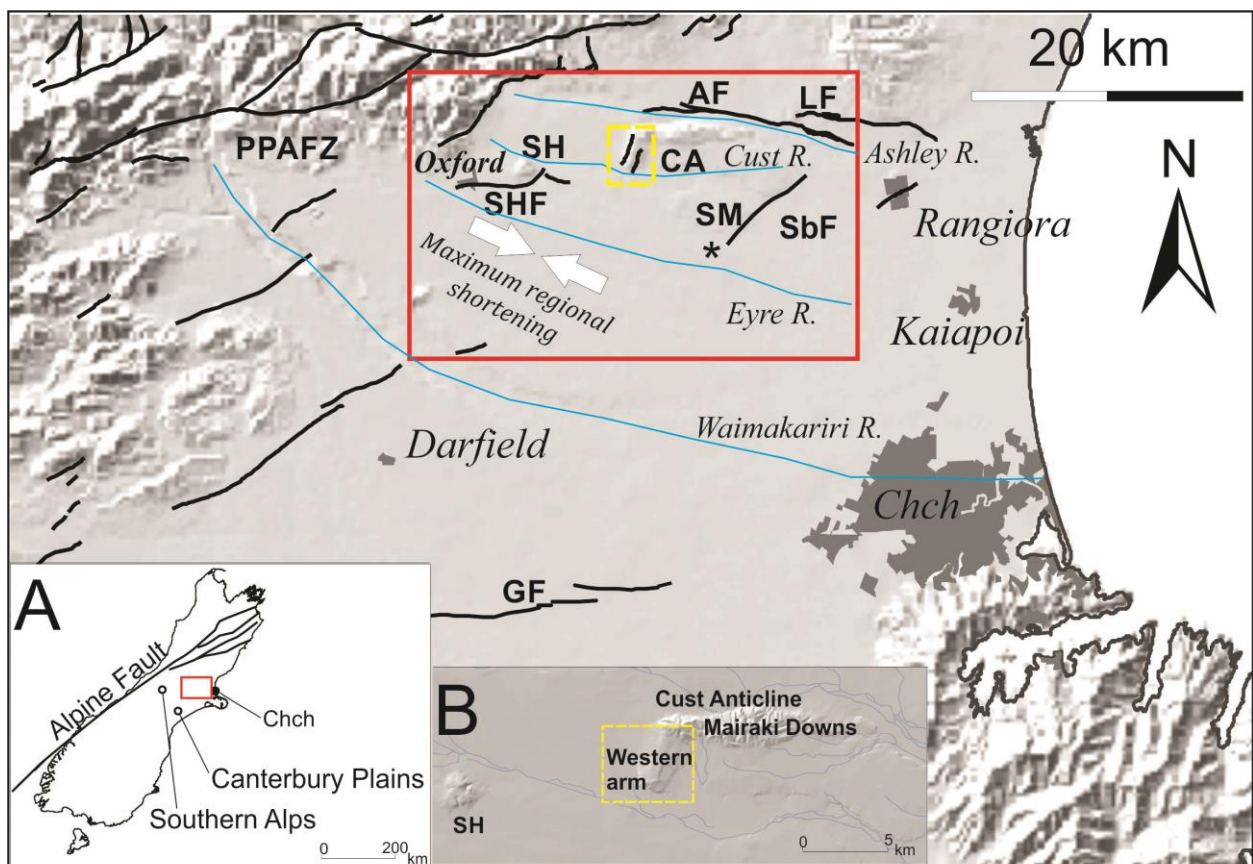 20 km
AF
LF
PPAFZ
SH
CA
Cust R.
Ashley R.
N
Oxford
SHF
SM
SbF
Rangiora
*
Maximum regional
shortening
Eyre R.
Kaiapoi
Waimakariri R.
Darfield
Chch
GF
A
Alpine Fault
Chch
Canterbury Plains
Southern Alps
0 200
km
B
Cust Anticline
Mairaki Downs
Western
arm
SH
0 5
km